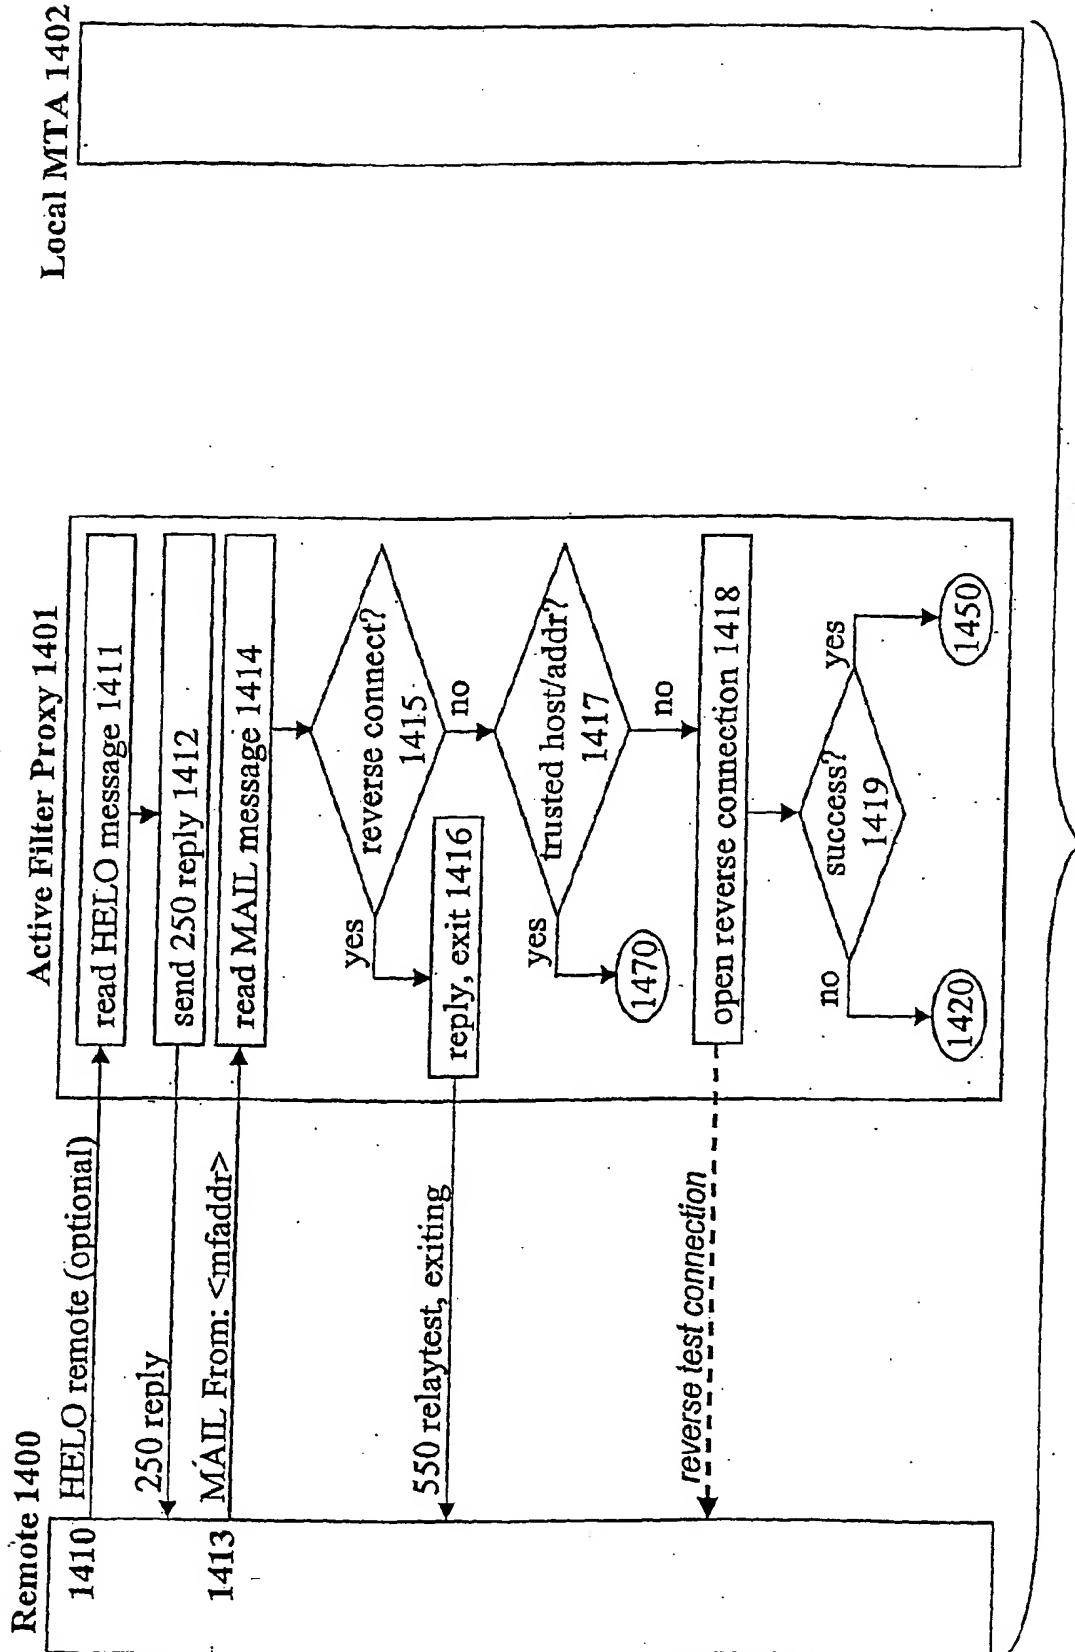 Remote 1400
Active Filter Proxy 1401
Local MTA 1402
1410
HELO remote (optional)
read HELO message 1411
250 reply
send 250 reply 1412
1413
MAIL From: <mfaddr>
read MAIL message 1414
reverse connect?
1415
yes
no
reply, exit 1416
550 relaytest, exiting
trusted host/addr?
1417
yes
no
1470
open reverse connection 1418
reverse test connection
success?
1419
no
yes
1420
1450